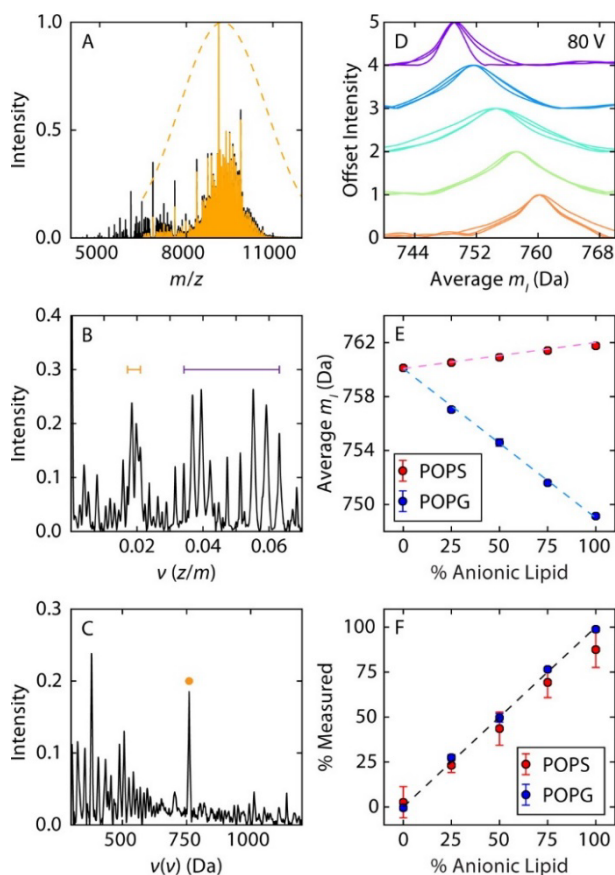 A
Intensity
1.0
0.5
0.0
5000
8000
11000
m/z
D
80 V
Offset Intensity
5
4
3
2
1
0
744
752
760
768
Average m_l (Da)
B
Intensity
0.4
0.3
0.2
0.1
0.0
0.02
0.04
0.06
v (z/m)
E
Average m_l (Da)
762
758
754
750
POPS
POPG
0
25
50
75
100
% Anionic Lipid
C
Intensity
0.3
0.2
0.1
0.0
500
750
1000
v(v) (Da)
F
% Measured
100
75
50
25
0
POPS
POPG
0
25
50
75
100
% Anionic Lipid